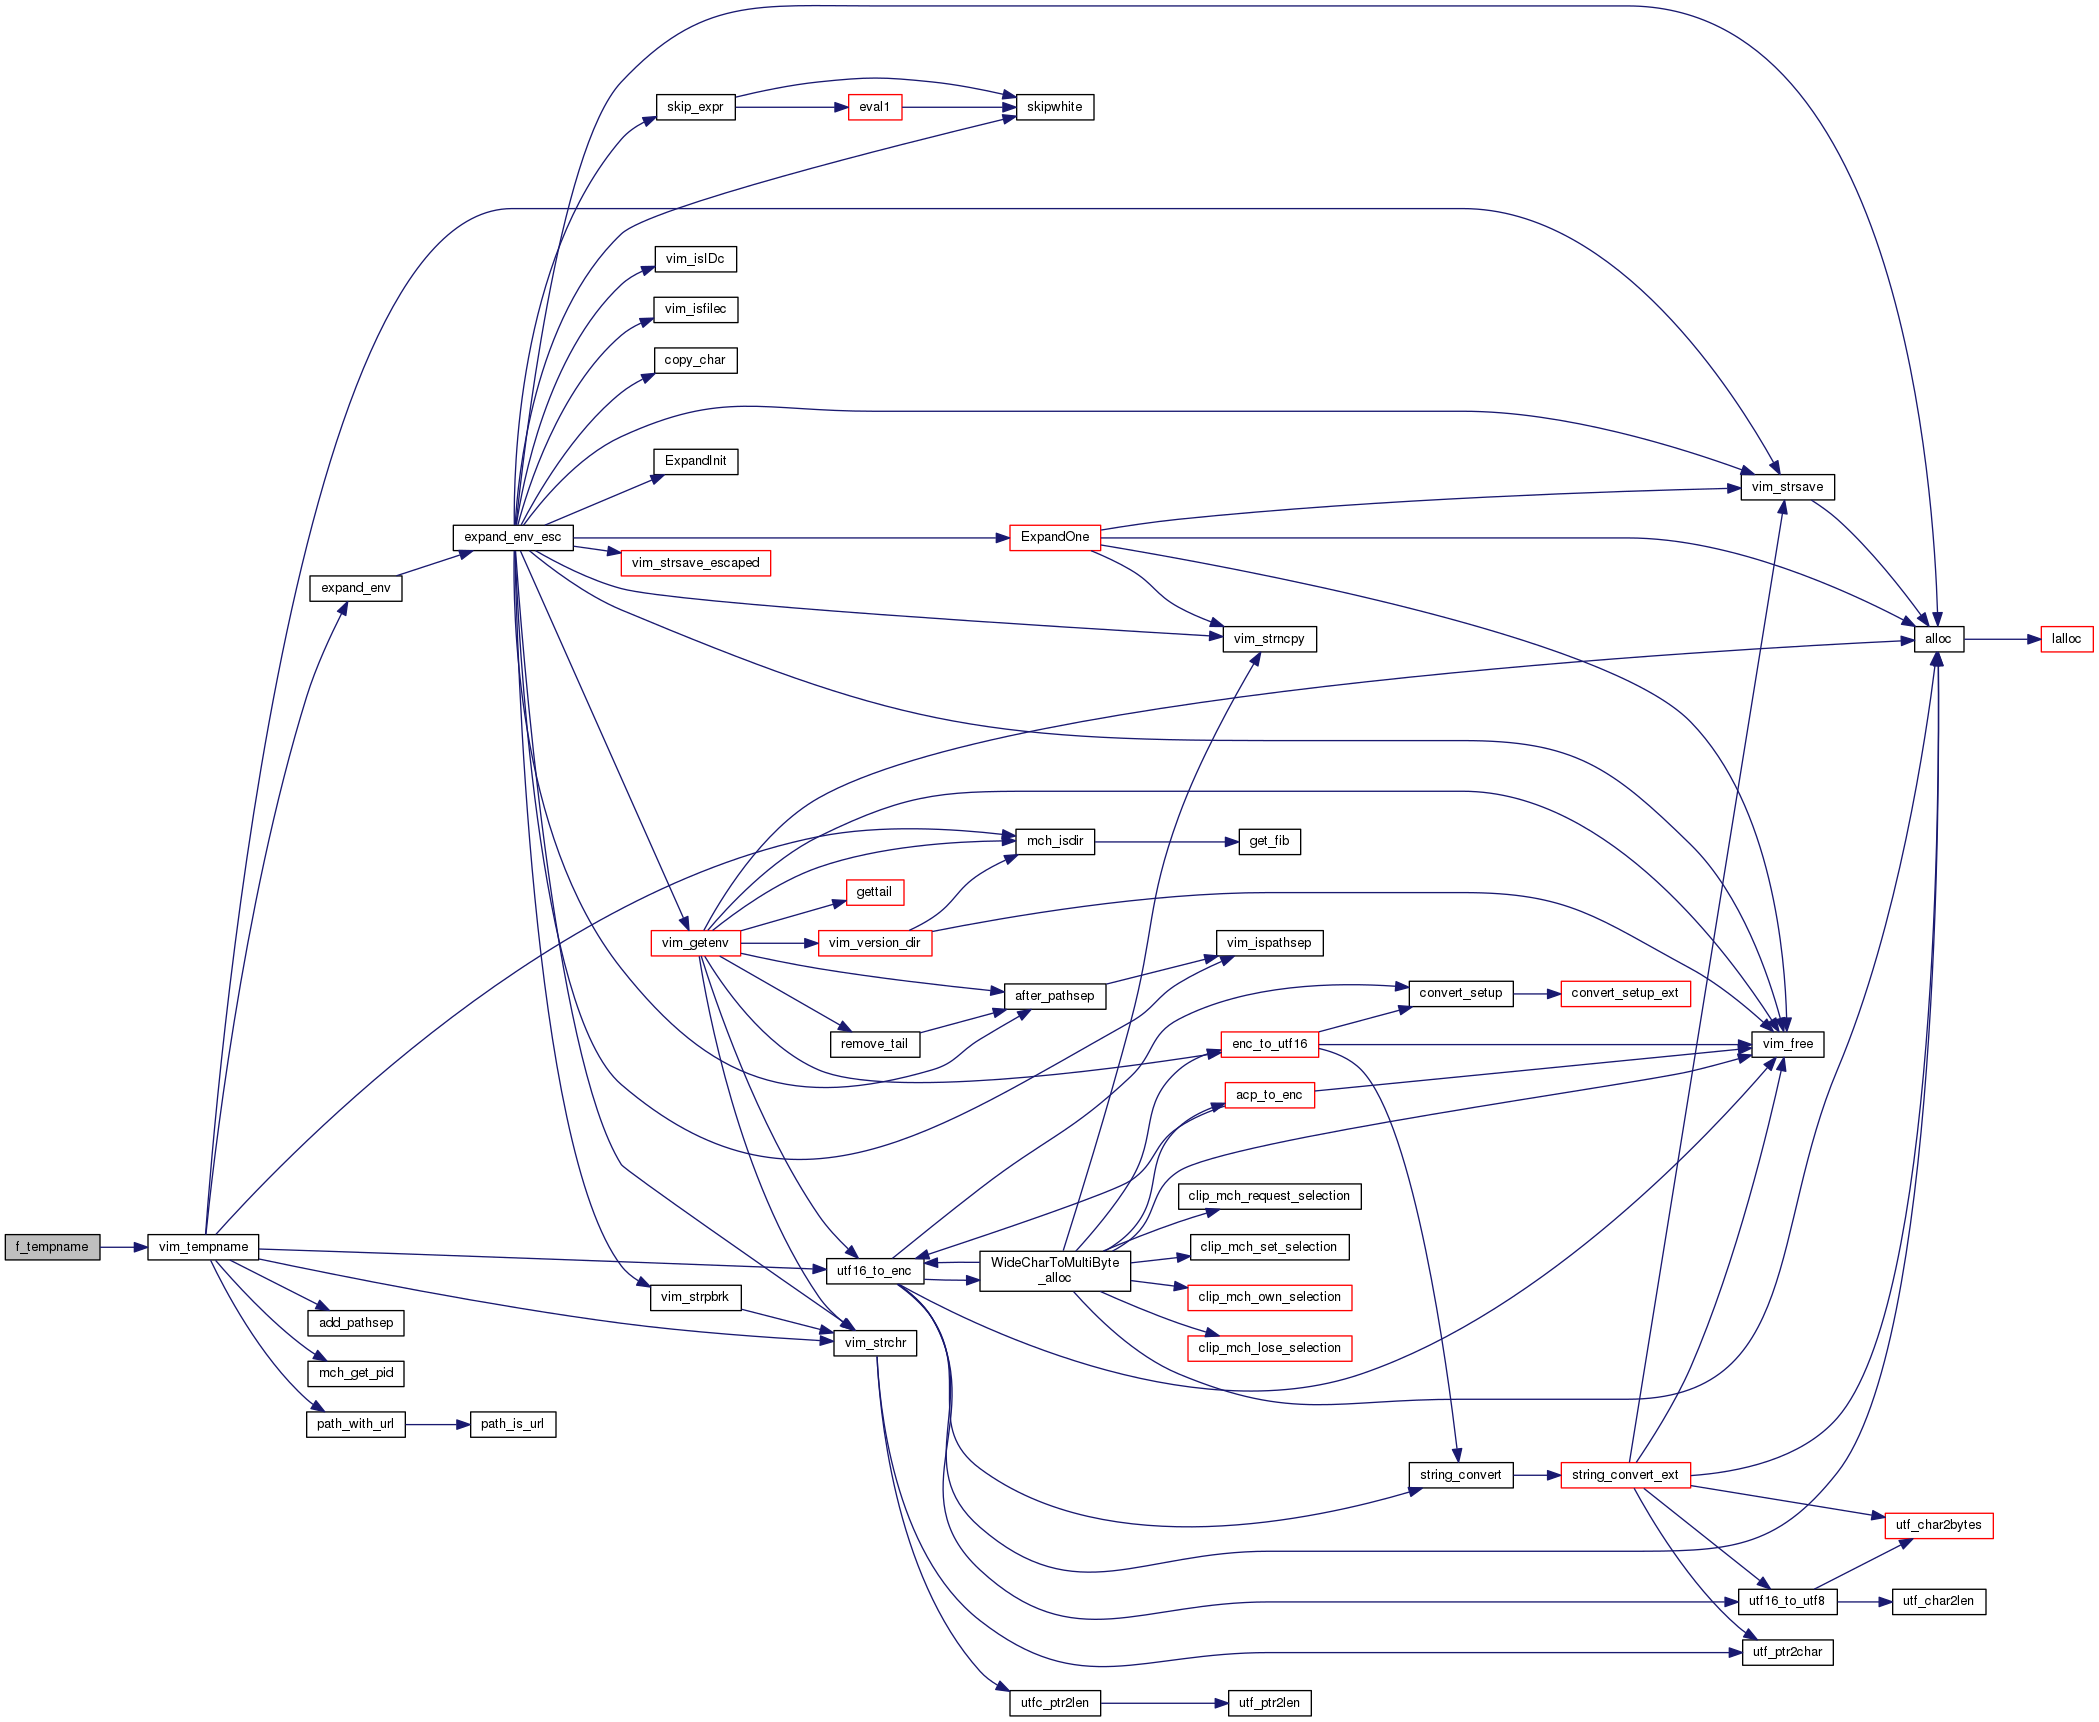 skip_expr
eval1
skipwhite
vim_isIDc
vim_isfilec
copy_char
ExpandInit
vim_strsave
expand_env_esc
ExpandOne
vim_strsave_escaped
expand_env
vim_strncpy
alloc
lalloc
mch_isdir
get_fib
gettail
vim_getenv
vim_version_dir
vim_ispathsep
after_pathsep
convert_setup
convert_setup_ext
remove_tail
enc_to_utf16
vim_free
acp_to_enc
clip_mch_request_selection
f_tempname
vim_tempname
clip_mch_set_selection
utf16_to_enc
WideCharToMultiByte
_alloc
vim_strpbrk
clip_mch_own_selection
add_pathsep
vim_strchr
clip_mch_lose_selection
mch_get_pid
path_with_url
path_is_url
string_convert
string_convert_ext
utf_char2bytes
utf16_to_utf8
utf_char2len
utf_ptr2char
utfc_ptr2len
utf_ptr2len